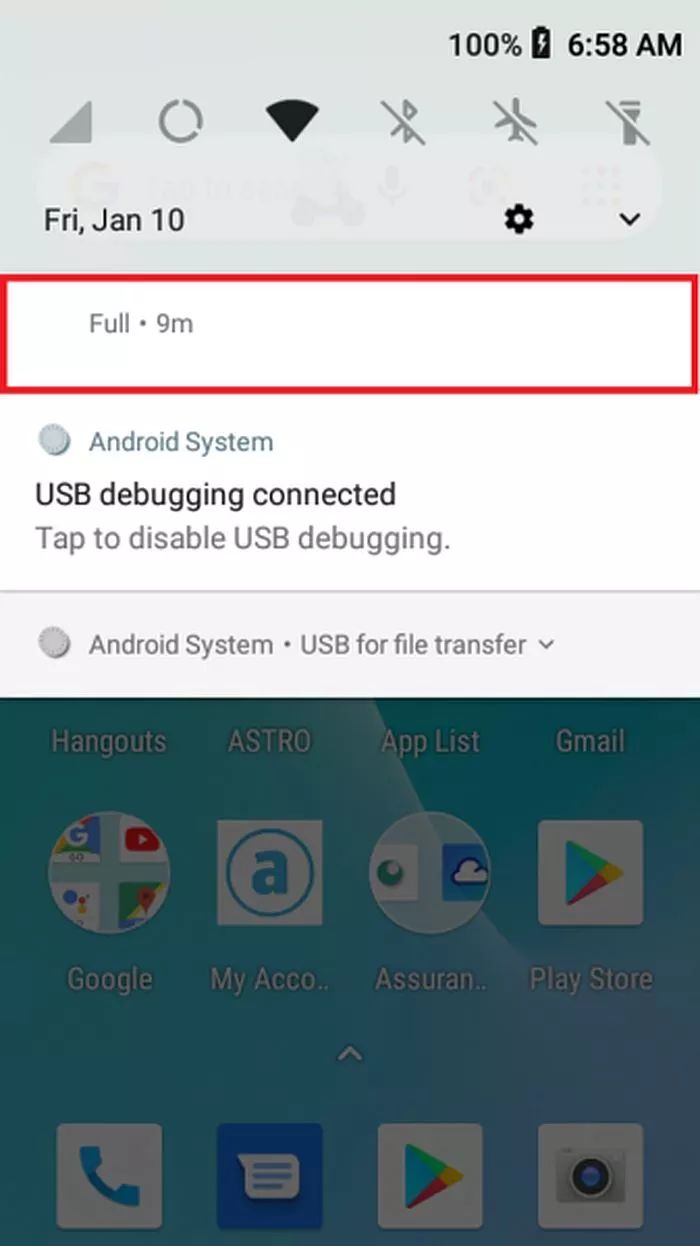 100% 6:58 AM
Fri, Jan 10
Full • 9m
Android System
USB debugging connected
Tap to disable USB debugging.
Android System • USB for file transfer
Hangouts ASTRO App List Gmail
G
GO
a
Google My Acco.. Assuran.. Play Store